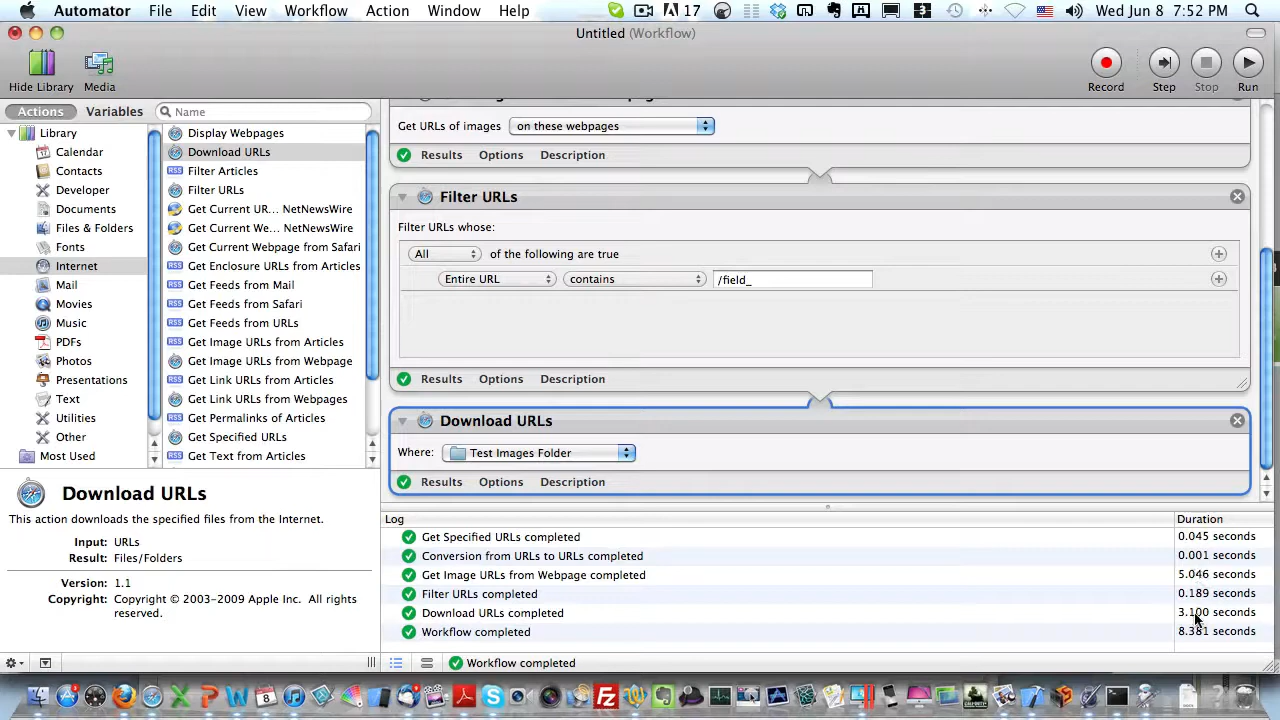 Automator File Edit View Workflow Action Window Help 17 Wed Jun 8 7:52 PM
Untitled (Workflow)
Hide Library Media Record Step Stop Run
Actions Variables Name
Library
Calendar
Contacts
Developer
Documents
Files & Folders
Fonts
Internet
Mail
Movies
Music
PDFs
Photos
Presentations
Text
Utilities
Other
Most Used
Display Webpages
Download URLs
RSS Filter Articles
Filter URLs
Get Current UR... NetNewsWire
Get Current We... NetNewsWire
Get Current Webpage from Safari
RSS Get Enclosure URLs from Articles
RSS Get Feeds from Mail
RSS Get Feeds from Safari
RSS Get Feeds from URLs
RSS Get Image URLs from Articles
Get Image URLs from Webpage
RSS Get Link URLs from Articles
Get Link URLs from Webpages
RSS Get Permalinks of Articles
Get Specified URLs
RSS Get Text from Articles
Get URLs of images on these webpages
Results Options Description
Filter URLs
Filter URLs whose:
All of the following are true
Entire URL contains /field_
Results Options Description
Download URLs
Where: Test Images Folder
Results Options Description
Download URLs
This action downloads the specified files from the Internet.
Input: URLs
Result: Files/Folders
Version: 1.1
Copyright: Copyright © 2003-2009 Apple Inc. All rights
reserved.
Log Duration
Get Specified URLs completed 0.045 seconds
Conversion from URLs to URLs completed 0.001 seconds
Get Image URLs from Webpage completed 5.046 seconds
Filter URLs completed 0.189 seconds
Download URLs completed 3.100 seconds
Workflow completed 8.381 seconds
Workflow completed